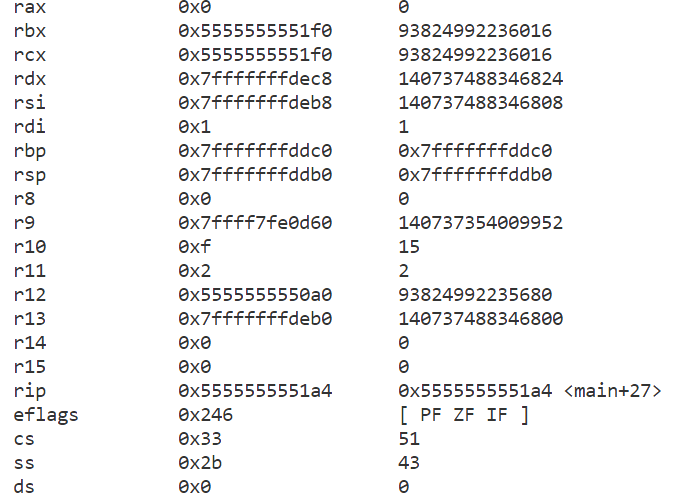 rax 0x0 0
rbx 0x5555555551f0 93824992236016
rcx 0x5555555551f0 93824992236016
rdx 0x7fffffffdec8 140737488346824
rsi 0x7fffffffdeb8 140737488346808
rdi 0x1 1
rbp 0x7fffffffddc0 0x7fffffffddc0
rsp 0x7fffffffddb0 0x7fffffffddb0
r8 0x0 0
r9 0x7ffff7fe0d60 140737354009952
r10 0xf 15
r11 0x2 2
r12 0x5555555550a0 93824992235680
r13 0x7fffffffdeb0 140737488346800
r14 0x0 0
r15 0x0 0
rip 0x5555555551a4 0x5555555551a4 <main+27>
eflags 0x246 [ PF ZF IF ]
cs 0x33 51
ss 0x2b 43
ds 0x0 0